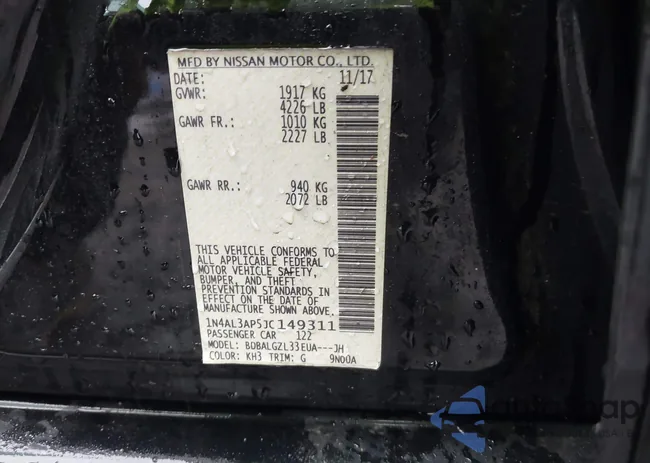 MFD BY NISSAN MOTOR CO., LTD.
DATE: 11/17
GVWR: 1917 KG
4226 LB
GAWR FR.: 1010 KG
2227 LB
GAWR RR.: 940 KG
2072 LB
THIS VEHICLE CONFORMS TO
ALL APPLICABLE FEDERAL
MOTOR VEHICLE SAFETY,
BUMPER, AND THEFT
PREVENTION STANDARDS IN
EFFECT ON THE DATE OF
MANUFACTURE SHOWN ABOVE.
1N4AL3AP5JC149311
PASSENGER CAR 122
MODEL: BDBALGZL33EUA---JH
COLOR: KH3 TRIM: G 9N00A